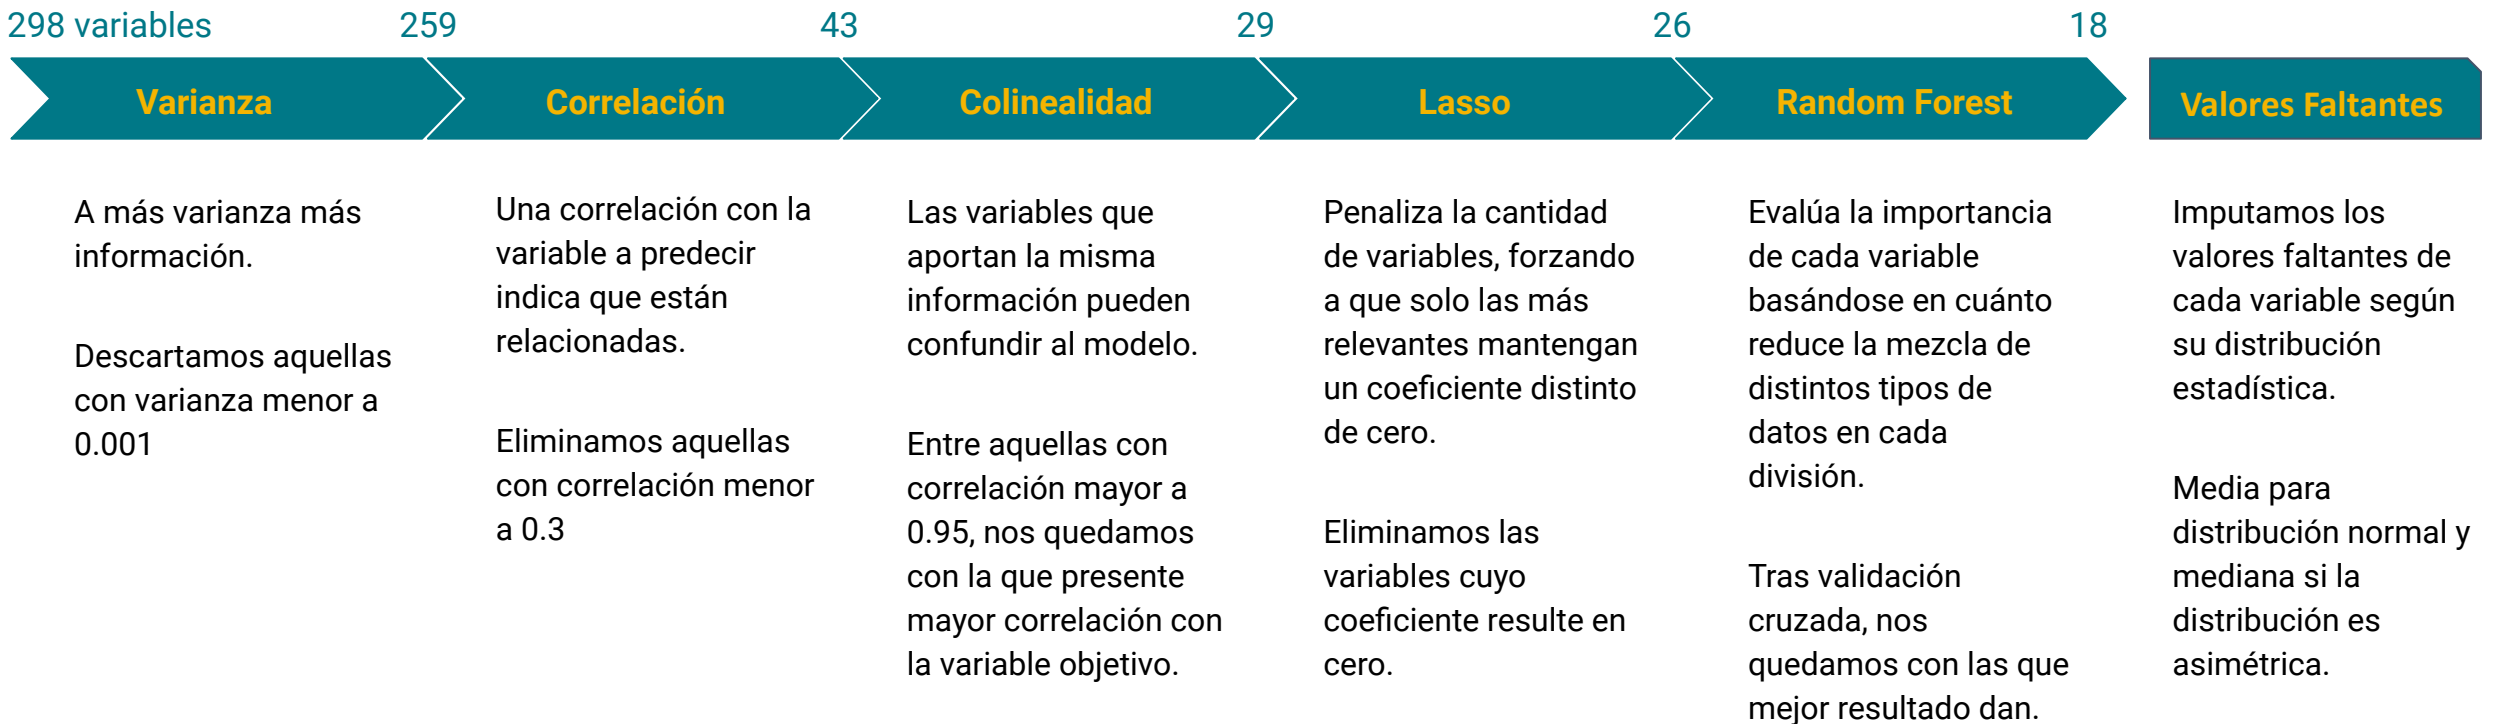 298 variables
259
43
29
26
18
Varianza
Correlación
Colinealidad
Lasso
Random Forest
Valores Faltantes
A más varianza más
información.
Descartamos aquellas
con varianza menor a
0.001
Una correlación con la
variable a predecir
indica que están
relacionadas.
Eliminamos aquellas
con correlación menor
a 0.3
Las variables que
aportan la misma
información pueden
confundir al modelo.
Entre aquellas con
correlación mayor a
0.95, nos quedamos
con la que presente
mayor correlación con
la variable objetivo.
Penaliza la cantidad
de variables, forzando
a que solo las más
relevantes mantengan
un coeficiente distinto
de cero.
Eliminamos las
variables cuyo
coeficiente resulte en
cero.
Evalúa la importancia
de cada variable
basándose en cuánto
reduce la mezcla de
distintos tipos de
datos en cada
división.
Tras validación
cruzada, nos
quedamos con las que
mejor resultado dan.
Imputamos los
valores faltantes de
cada variable según
su distribución
estadística.
Media para
distribución normal y
mediana si la
distribución es
asimétrica.